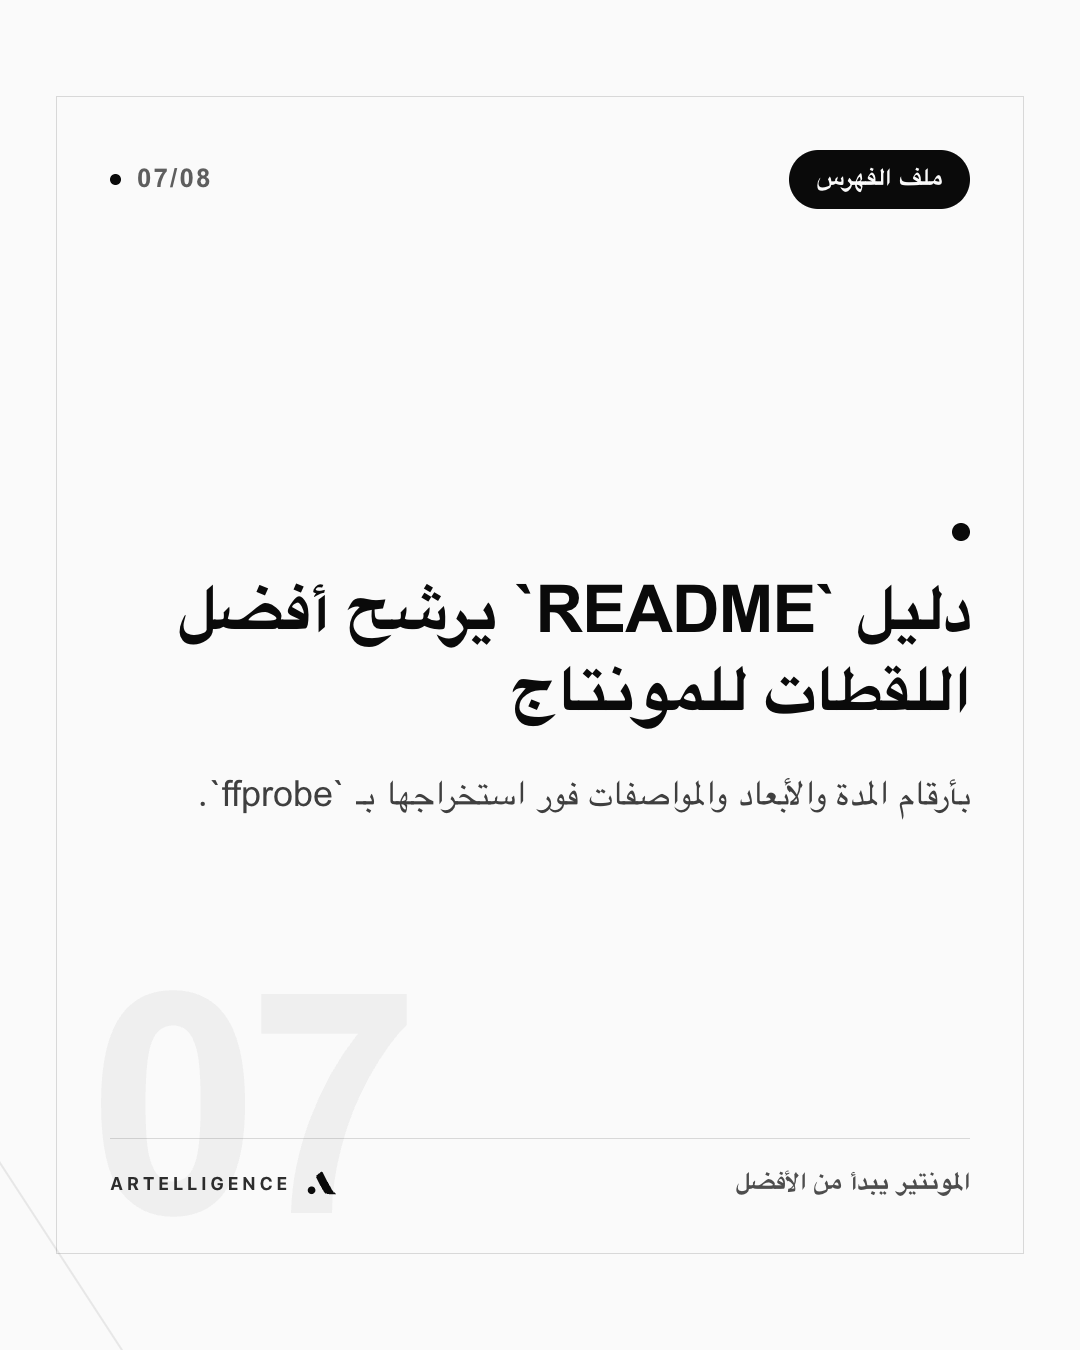 ملف الفهرس
07/08
دليل `README` يرشح أفضل
اللقطات للمونتاج
بأرقام المدة والأبعاد والمواصفات فور استخراجها بـ `ffprobe`.
07
المونتير يبدأ من الأفضل
ARTELLIGENCE